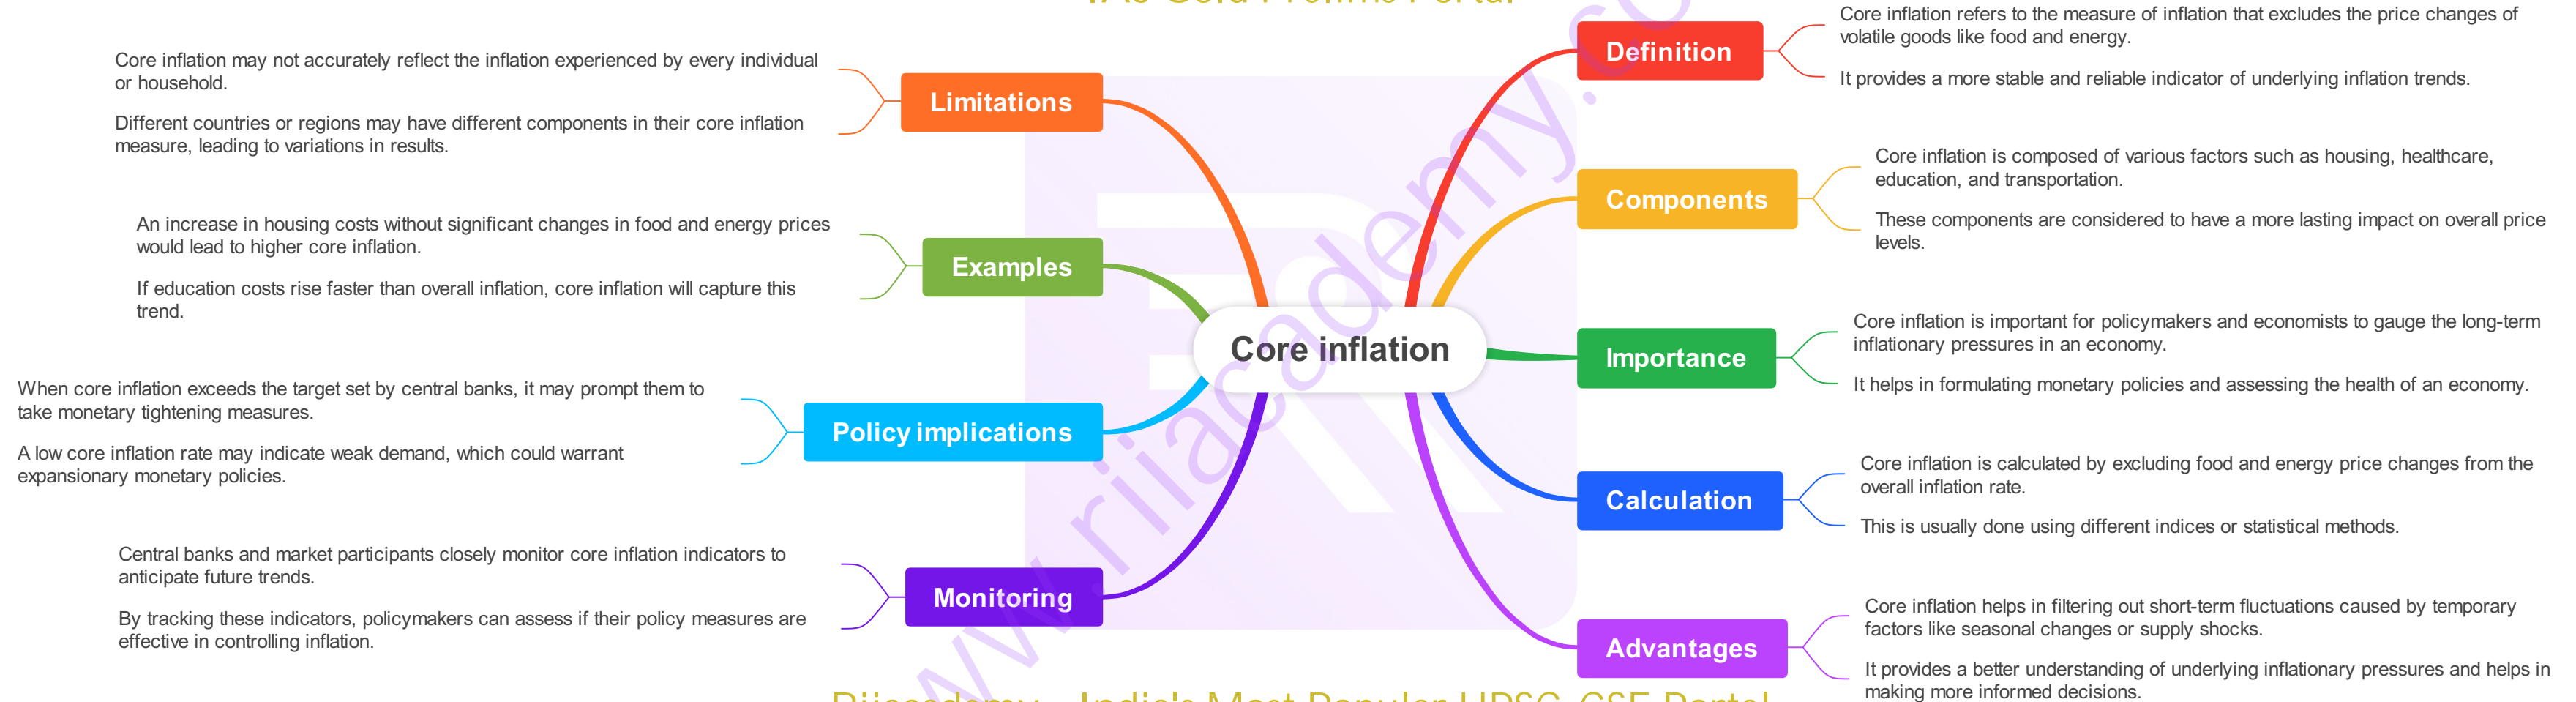 IAS Gold Prelims Portal
Core inflation
Definition
Core inflation refers to the measure of inflation that excludes the price changes of
volatile goods like food and energy.
It provides a more stable and reliable indicator of underlying inflation trends.
Components
Core inflation is composed of various factors such as housing, healthcare,
education, and transportation.
These components are considered to have a more lasting impact on overall price
levels.
Importance
Core inflation is important for policymakers and economists to gauge the long-term
inflationary pressures in an economy.
It helps in formulating monetary policies and assessing the health of an economy.
Calculation
Core inflation is calculated by excluding food and energy price changes from the
overall inflation rate.
This is usually done using different indices or statistical methods.
Advantages
Core inflation helps in filtering out short-term fluctuations caused by temporary
factors like seasonal changes or supply shocks.
It provides a better understanding of underlying inflationary pressures and helps in
making more informed decisions.
Limitations
Core inflation may not accurately reflect the inflation experienced by every individual
or household.
Different countries or regions may have different components in their core inflation
measure, leading to variations in results.
Examples
An increase in housing costs without significant changes in food and energy prices
would lead to higher core inflation.
If education costs rise faster than overall inflation, core inflation will capture this
trend.
Policy implications
When core inflation exceeds the target set by central banks, it may prompt them to
take monetary tightening measures.
A low core inflation rate may indicate weak demand, which could warrant
expansionary monetary policies.
Monitoring
Central banks and market participants closely monitor core inflation indicators to
anticipate future trends.
By tracking these indicators, policymakers can assess if their policy measures are
effective in controlling inflation.
India's Most Popular UPSC-CSE Portal